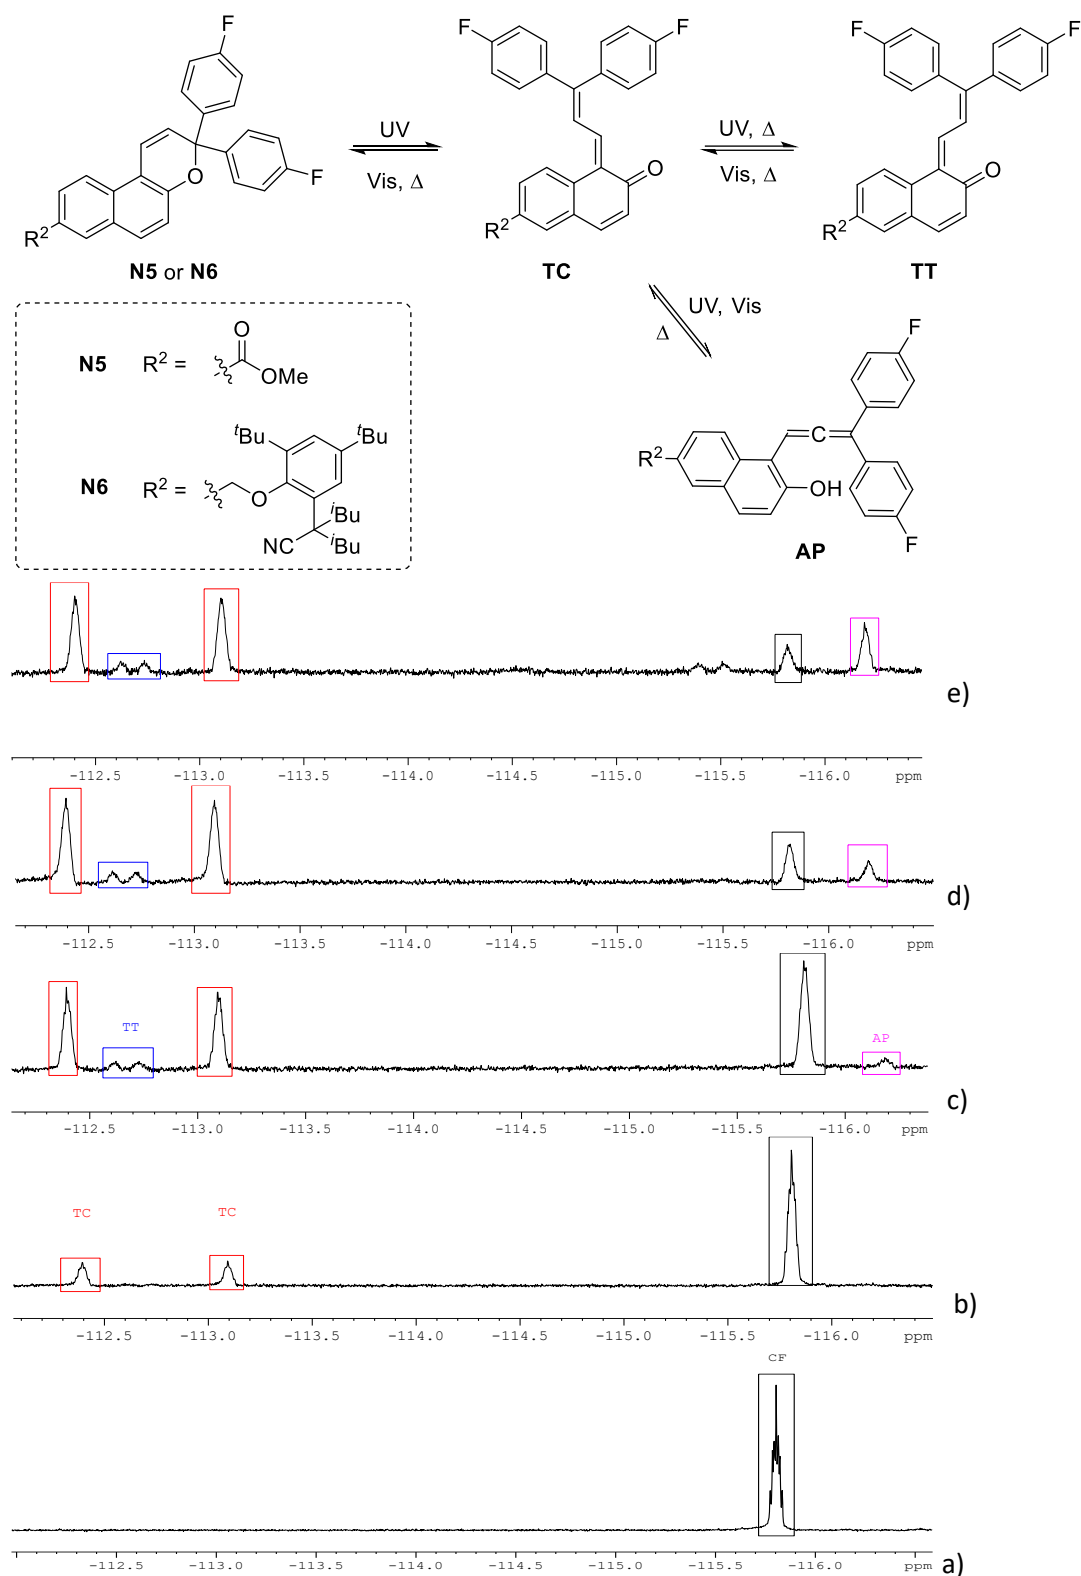 F
F
O
R2
N5 or N6
UV
Vis, Δ
F
F
O
R2
TC
UV, Δ
Vis, Δ
F
F
O
R2
TT
UV, Vis
Δ
F
R2
OH
F
AP
N5 R2 =
O
OMe
N6 R2 =
tBu
tBu
O
iBu
NC
iBu
e)
-112.5 -113.0 -113.5 -114.0 -114.5 -115.0 -115.5 -116.0 ppm
d)
-112.5 -113.0 -113.5 -114.0 -114.5 -115.0 -115.5 -116.0 ppm
TT
AP
c)
-112.5 -113.0 -113.5 -114.0 -114.5 -115.0 -115.5 -116.0 ppm
TC TC
b)
-112.5 -113.0 -113.5 -114.0 -114.5 -115.0 -115.5 -116.0 ppm
CF
-112.5 -113.0 -113.5 -114.0 -114.5 -115.0 -115.5 -116.0 ppm
a)